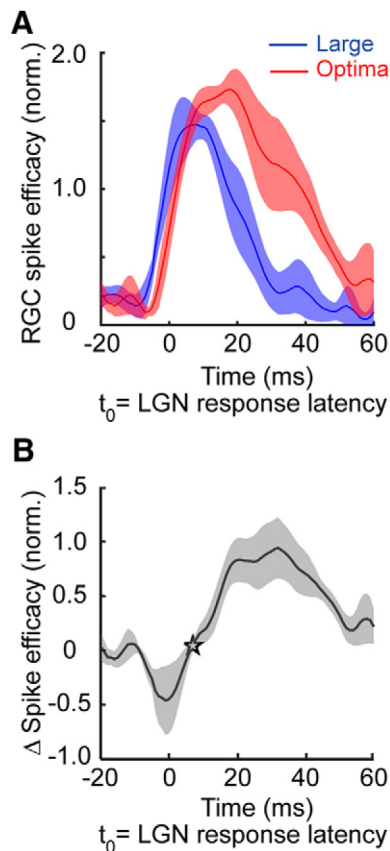 A
Large
Optima
RGC spike efficacy (norm.)
2.0
1.0
0
-20 0 20 40 60
Time (ms)
t0= LGN response latency
B
Δ Spike efficacy (norm.)
1.5
1.0
0.5
0
-0.5
-1.0
-20 0 20 40 60
Time (ms)
t0= LGN response latency